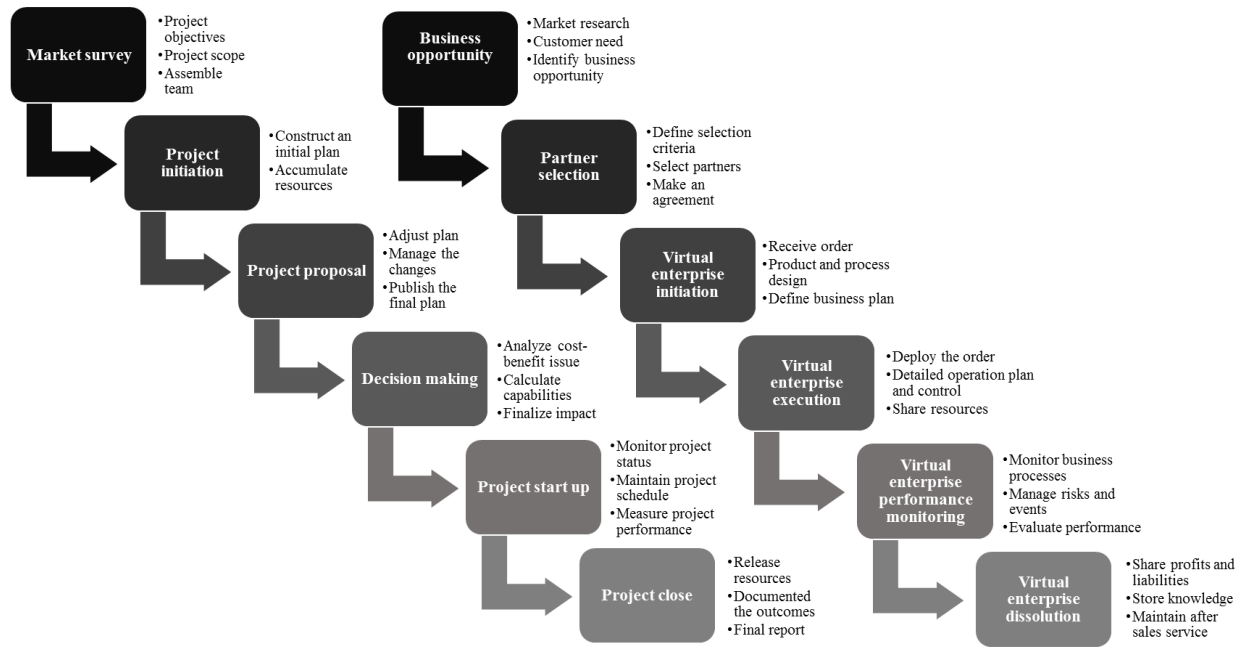 Market survey
•Project
objectives
•Project scope
•Assemble
team
Project
initiation
•Construct an
initial plan
•Accumulate
resources
Project proposal
•Adjust plan
•Manage the
changes
•Publish the
final plan
Decision making
•Analyze cost-
benefit issue
•Calculate
capabilities
•Finalize impact
Project start up
•Monitor project
status
•Maintain project
schedule
•Measure project
performance
Project close
•Release
resources
•Documented
the outcomes
•Final report
Business
opportunity
•Market research
•Customer need
•Identify business
opportunity
Partner
selection
•Define selection
criteria
•Select partners
•Make an
agreement
Virtual
enterprise
initiation
•Receive order
•Product and process
design
•Define business plan
Virtual
enterprise
execution
•Deploy the order
•Detailed operation plan
and control
•Share resources
Virtual
enterprise
performance
monitoring
•Monitor business
processes
•Manage risks and
events
•Evaluate performance
Virtual
enterprise
dissolution
•Share profits and
liabilities
•Store knowledge
•Maintain after
sales service